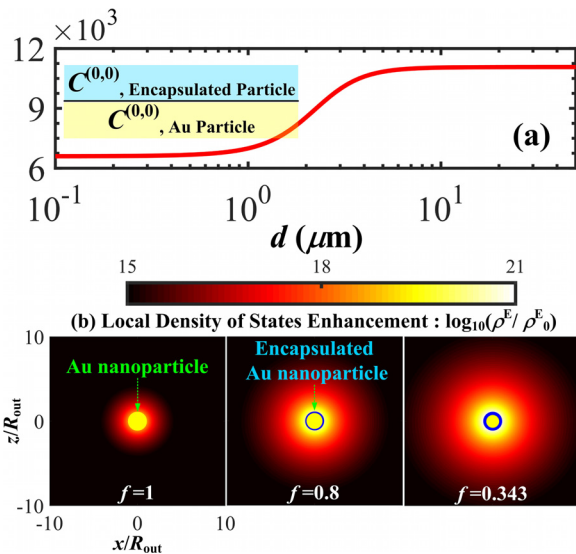 ×10³
12
9
6
C^(0,0), Encapsulated Particle
C^(0,0), Au Particle
(a)
10⁻¹ 10⁰ 10¹
d (μm)
15 18 21
(b) Local Density of States Enhancement : log₁₀(ρᴱ/ ρᴱ₀)
10
0
-10
z/R_out
Au nanoparticle
Encapsulated
Au nanoparticle
f=1
f=0.8
f=0.343
-10 0 10
x/R_out